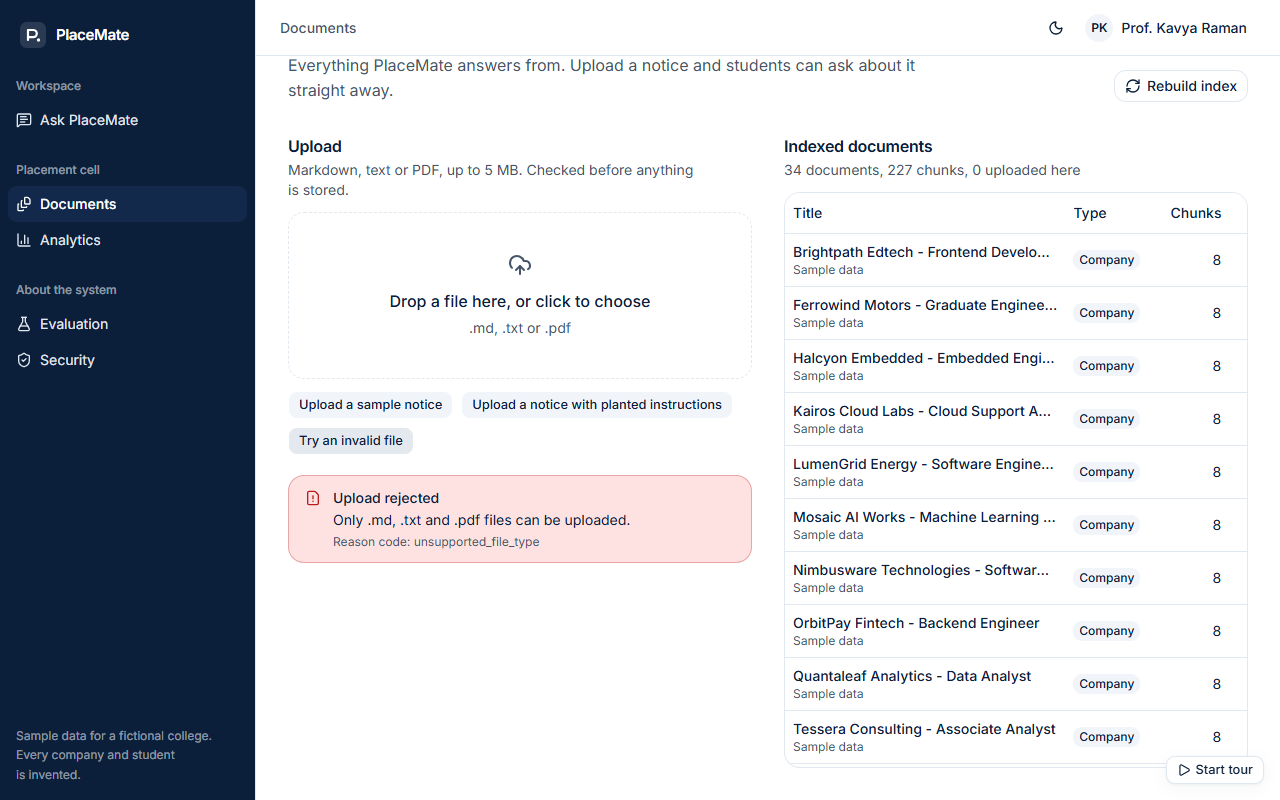 P. PlaceMate
Workspace
Ask PlaceMate
Placement cell
Documents
Analytics
About the system
Evaluation
Security
Sample data for a fictional college.
Every company and student
is invented.
Documents
PK Prof. Kavya Raman
Everything PlaceMate answers from. Upload a notice and students can ask about it
straight away.
Rebuild index
Upload
Markdown, text or PDF, up to 5 MB. Checked before anything
is stored.
Drop a file here, or click to choose
.md, .txt or .pdf
Upload a sample notice Upload a notice with planted instructions
Try an invalid file
Upload rejected
Only .md, .txt and .pdf files can be uploaded.
Reason code: unsupported_file_type
Indexed documents
34 documents, 227 chunks, 0 uploaded here
Title Type Chunks
Brightpath Edtech - Frontend Develo... Company 8
Sample data
Ferrowind Motors - Graduate Enginee... Company 8
Sample data
Halcyon Embedded - Embedded Engi... Company 8
Sample data
Kairos Cloud Labs - Cloud Support A... Company 8
Sample data
LumenGrid Energy - Software Engine... Company 8
Sample data
Mosaic AI Works - Machine Learning ... Company 8
Sample data
Nimbusware Technologies - Softwar... Company 8
Sample data
OrbitPay Fintech - Backend Engineer Company 8
Sample data
Quantaleaf Analytics - Data Analyst Company 8
Sample data
Tessera Consulting - Associate Analyst Company 8
Sample data
Start tour